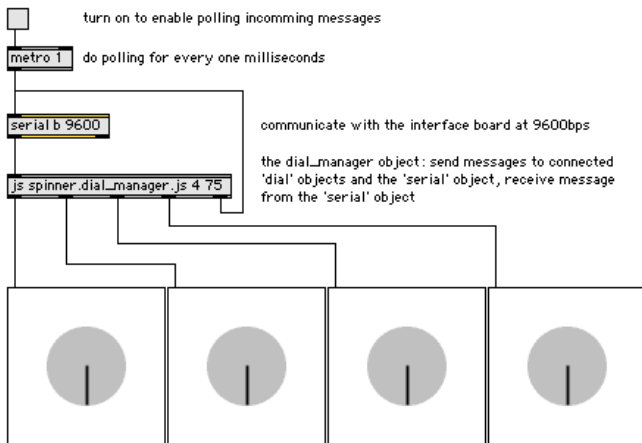 turn on to enable polling incomming messages
metro 1
do polling for every one milliseconds
serial b 9600
communicate with the interface board at 9600bps
js spinner.dial_manager.js 4 75
the dial_manager object: send messages to connected
'dial' objects and the 'serial' object, receive message
from the 'serial' object